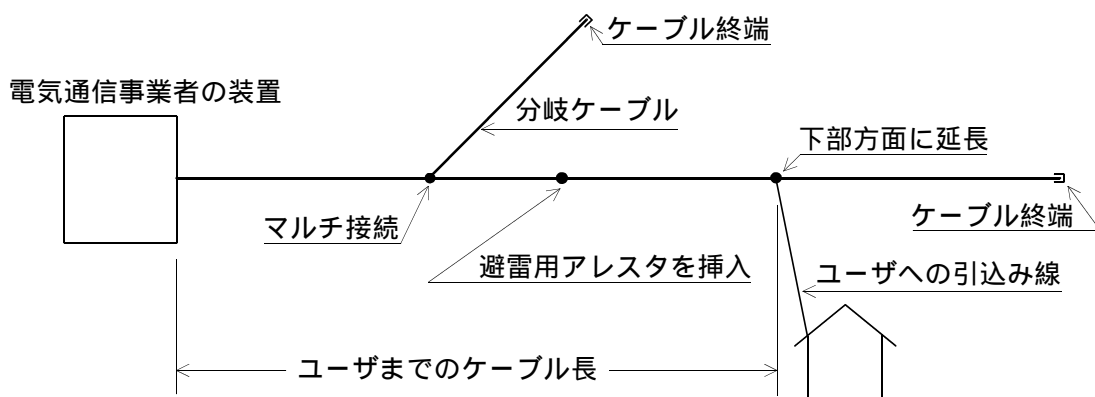 ケーブル終端
電気通信事業者の装置
分岐ケーブル
下部方面に延長
マルチ接続
ケーブル終端
避雷用アレスタを挿入
ユーザへの引込み線
ユーザまでのケーブル長